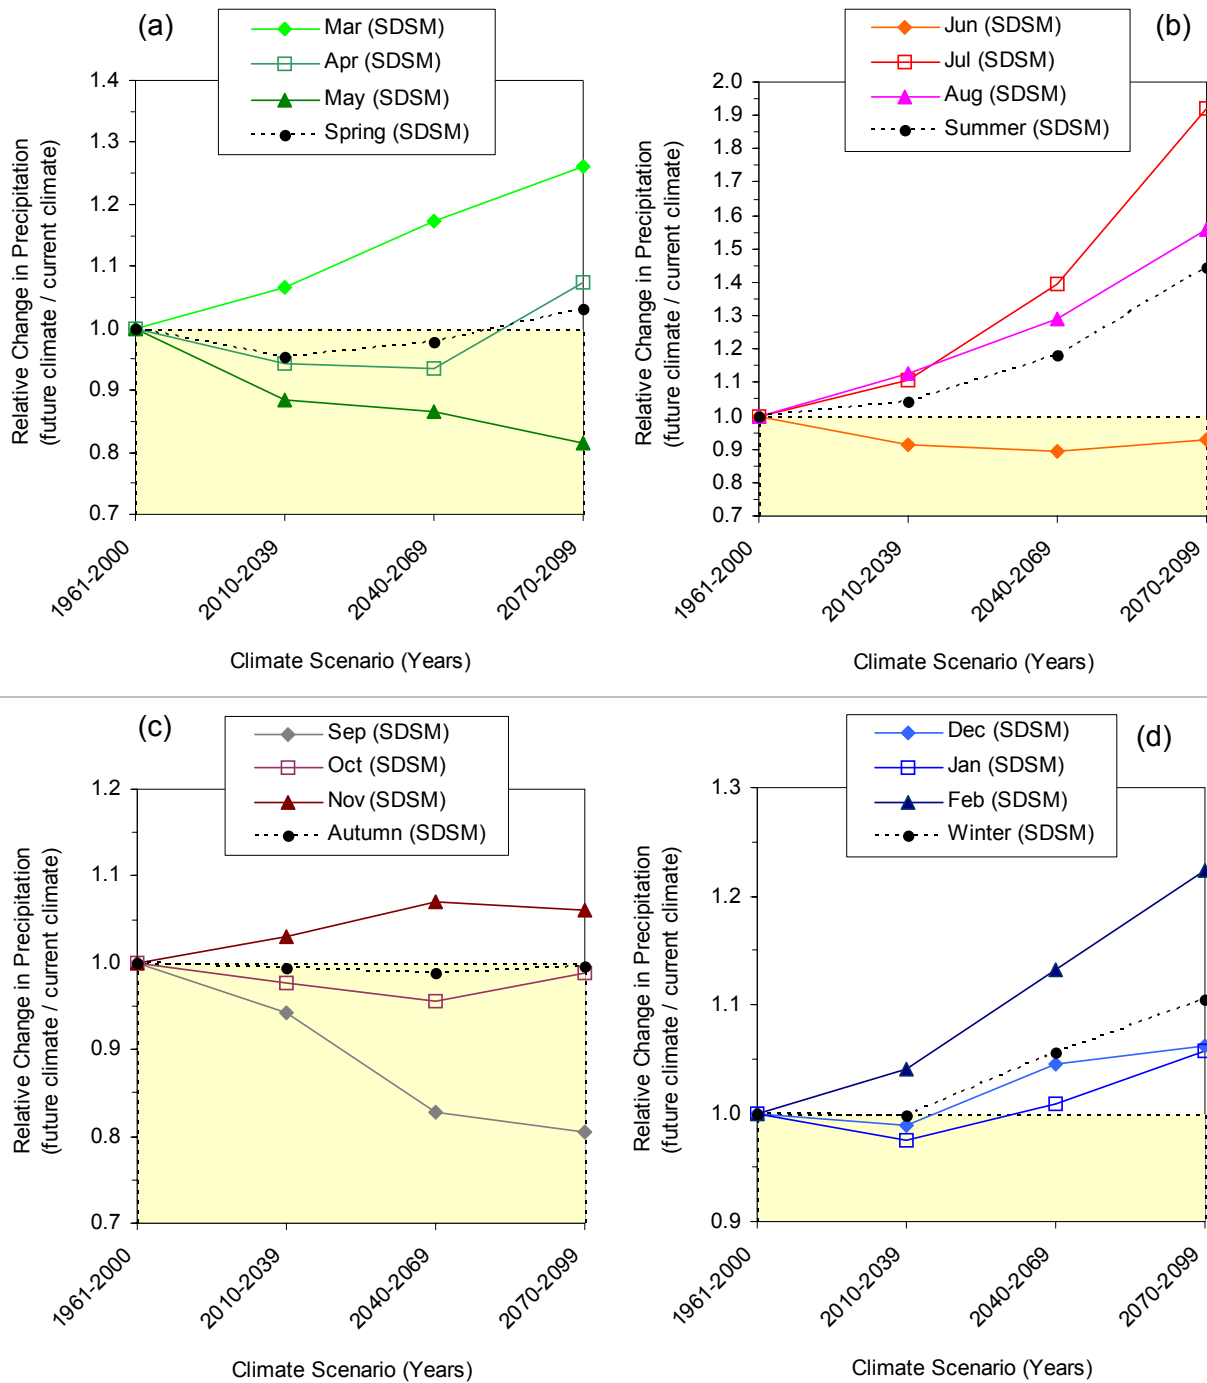 (a)
Mar (SDSM)
Apr (SDSM)
May (SDSM)
Spring (SDSM)
Relative Change in Precipitation
(future climate / current climate)
1.4
1.3
1.2
1.1
1.0
0.9
0.8
0.7
1961-2000
2010-2039
2040-2069
2070-2099
Climate Scenario (Years)
(b)
Jun (SDSM)
Jul (SDSM)
Aug (SDSM)
Summer (SDSM)
Relative Change in Precipitation
(future climate / current climate)
2.0
1.9
1.8
1.7
1.6
1.5
1.4
1.3
1.2
1.1
1.0
0.9
0.8
0.7
1961-2000
2010-2039
2040-2069
2070-2099
Climate Scenario (Years)
(c)
Sep (SDSM)
Oct (SDSM)
Nov (SDSM)
Autumn (SDSM)
Relative Change in Precipitation
(future climate / current climate)
1.2
1.1
1.0
0.9
0.8
0.7
1961-2000
2010-2039
2040-2069
2070-2099
Climate Scenario (Years)
(d)
Dec (SDSM)
Jan (SDSM)
Feb (SDSM)
Winter (SDSM)
Relative Change in Precipitation
(future climate / current climate)
1.3
1.2
1.1
1.0
0.9
1961-2000
2010-2039
2040-2069
2070-2099
Climate Scenario (Years)